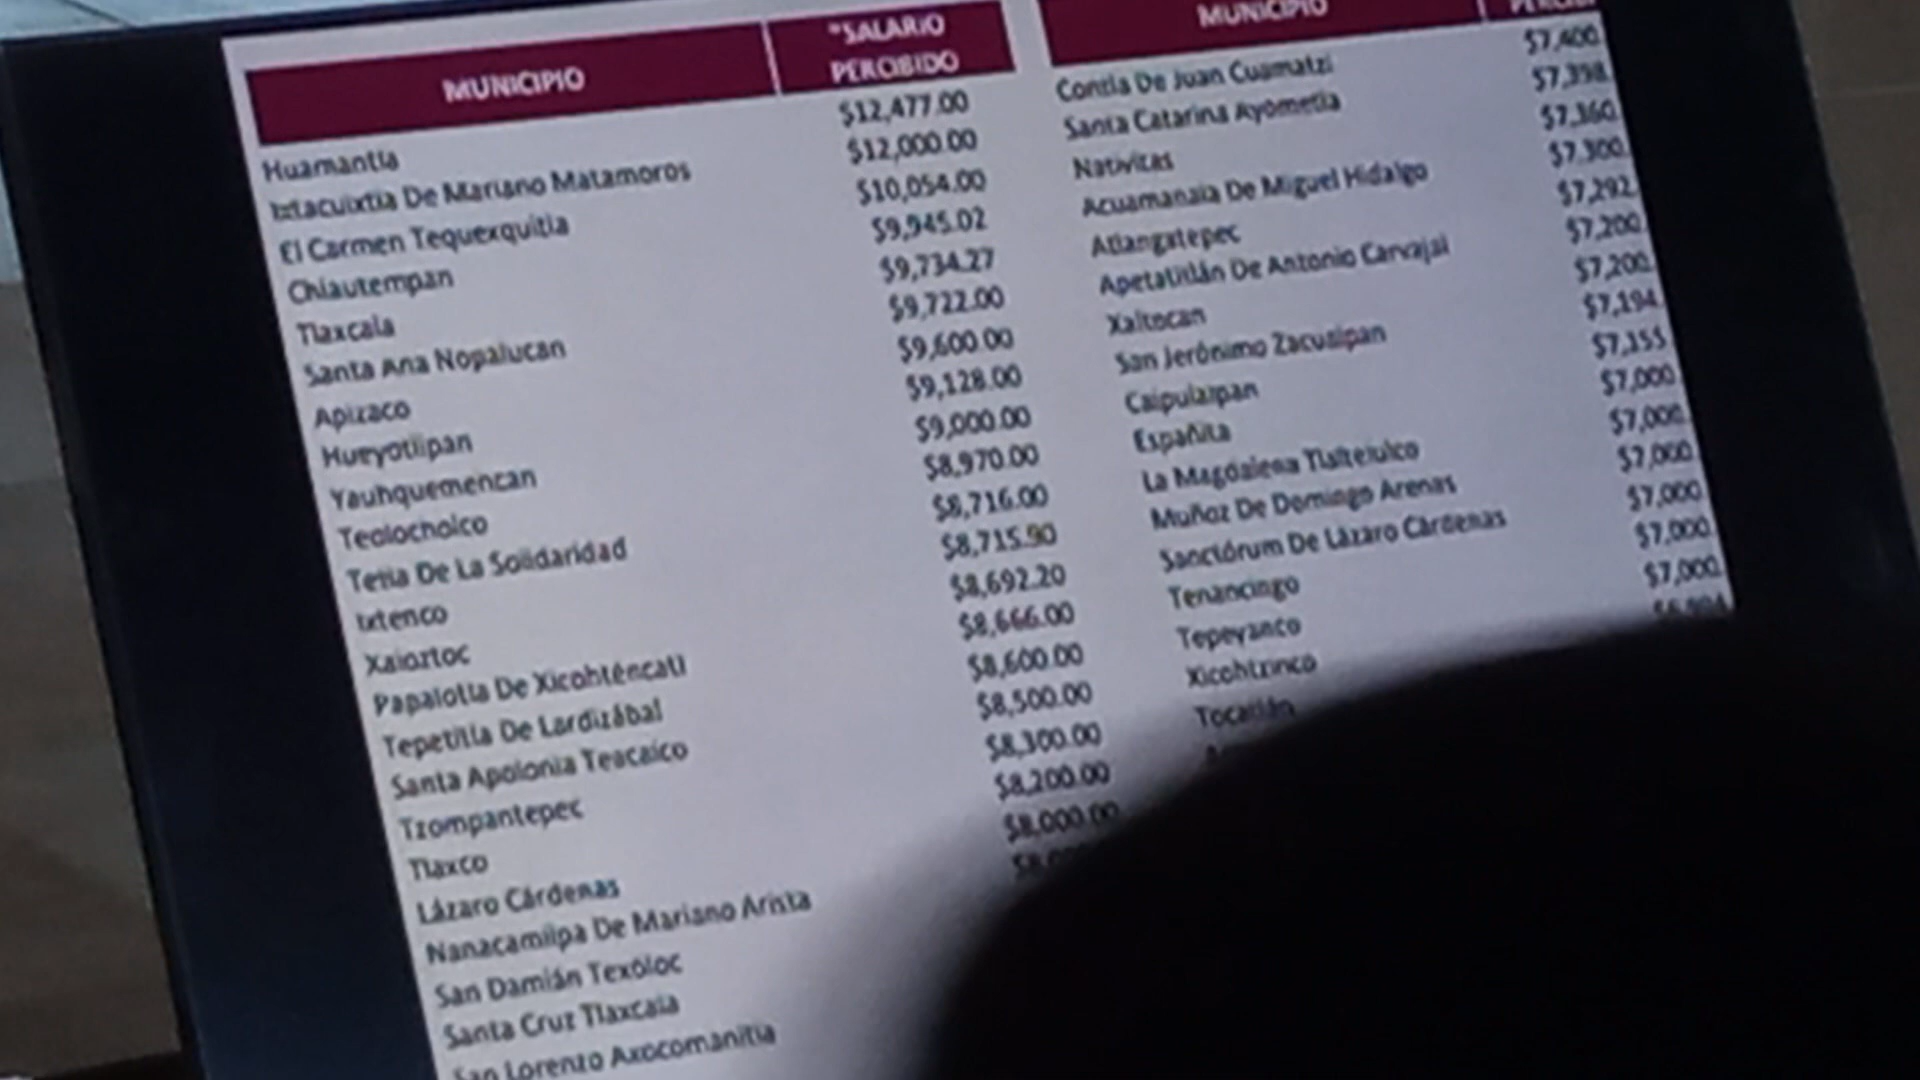 MUNICIPIO *SALARIO PERCIBIDO
Huamantla $12,477.00
Ixtacuixtla De Mariano Matamoros $12,000.00
El Carmen Tequexquitla $10,054.00
Chiautempan $9,945.02
Tlaxcala $9,734.27
Santa Ana Nopalucan $9,722.00
Apizaco $9,600.00
Hueyotlipan $9,128.00
Yauhquemehcan $9,000.00
Teolocholco $8,970.00
Tetla De La Solidaridad $8,716.00
Ixtenco $8,715.90
Xaloztoc $8,692.20
Papalotla De Xicohténcatl $8,666.00
Tepetitla De Lardizábal $8,600.00
Santa Apolonia Teacalco $8,500.00
Tzompantepec $8,300.00
Tlaxco $8,200.00
Lázaro Cárdenas $8,000.00
Nanacamilpa De Mariano Arista
San Damián Texóloc
Santa Cruz Tlaxcala
San Lorenzo Axocomanitla
MUNICIPIO
Contla De Juan Cuamatzi $7,400.
Santa Catarina Ayometla $7,398.
Nativitas $7,360.
Acuamanala De Miguel Hidalgo $7,300.
Atlangatepec $7,292.
Apetatitlán De Antonio Carvajal $7,200.
Xaltocan $7,200.
San Jerónimo Zacualpan $7,194.
Calpulalpan $7,155.
Españita $7,000.
La Magdalena Tlaltelulco $7,000.
Muñoz De Domingo Arenas $7,000.
Sanctórum De Lázaro Cárdenas $7,000.
Tenancingo $7,000.
Tepeyanco $7,000.
Xicohtzinco
Tocatlán